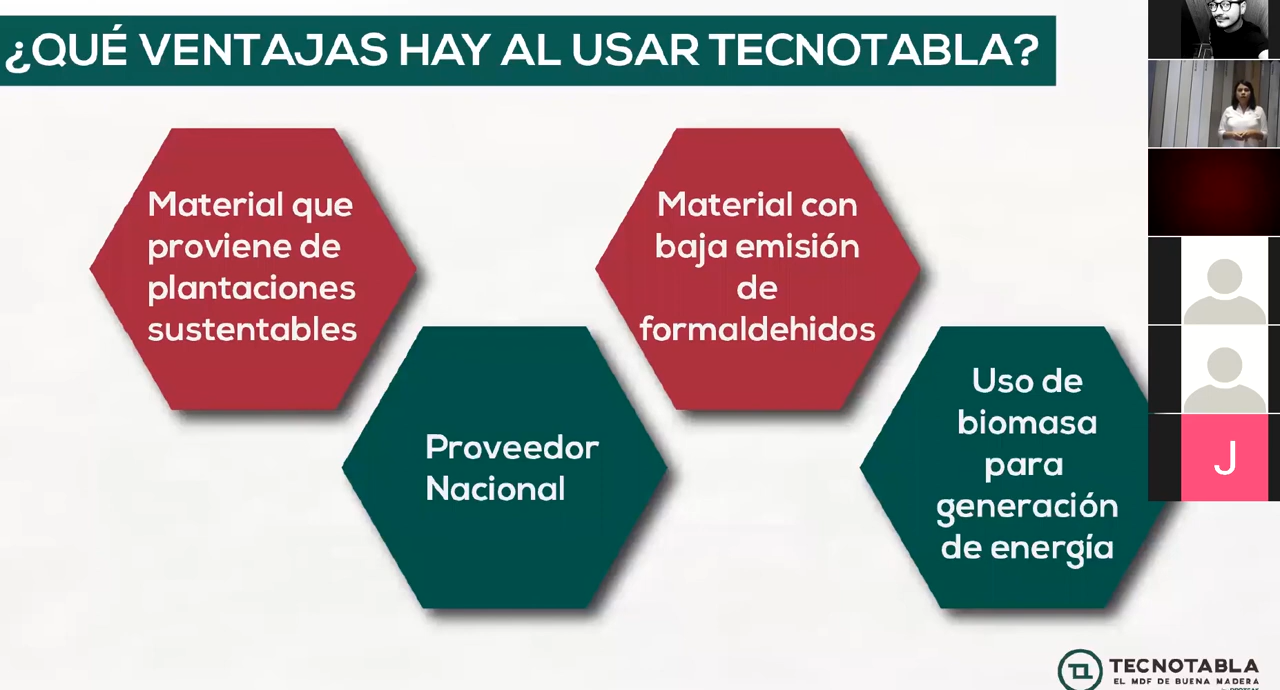 ¿QUÉ VENTAJAS HAY AL USAR TECNOTABLA?
Material que
proviene de
plantaciones
sustentables
Proveedor
Nacional
Material con
baja emisión
de
formaldehidos
Uso de
biomasa
para
generación
de energía
J
TECNOTABLA
EL MDF DE BUENA MADERA